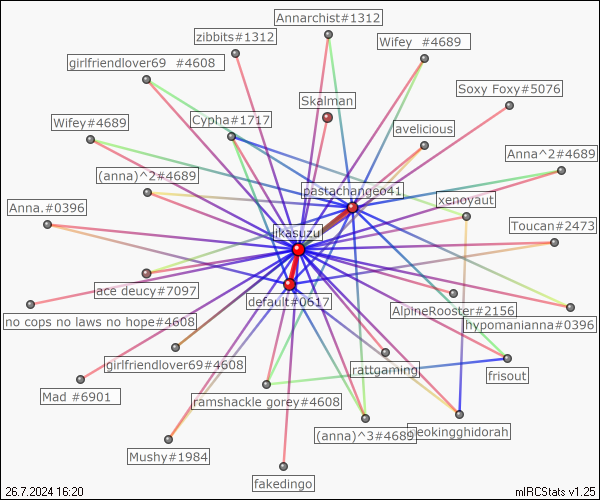 Annarchist#1312
zibbits#1312
Wifey  #4689
girlfriendlover69  #4608
Soxy Foxy#5076
Skalman
Cypha#1717
Wifey#4689
avelicious
Anna^2#4689
(anna)^2#4689
pastachangeo41
xenoyaut
Anna.#0396
Toucan#2473
ikasuzu
ace deucy#7097
default#0617
AlpineRooster#2156
no cops no laws no hope#4608
hypomanianna#0396
girlfriendlover69#4608
rattgaming
frisout
Mad #6901
ramshackle gorey#4608
(anna)^3#4689
neokingghidorah
Mushy#1984
fakedingo
26.7.2024 16:20
mIRCStats v1.25